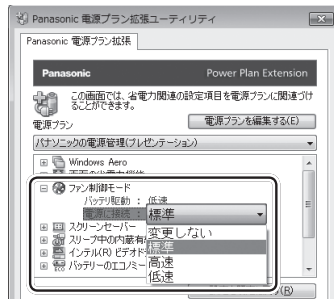 Panasonic 電源プラン拡張ユーティリティ
Panasonic 電源プラン拡張
Panasonic
Power Plan Extension
この画面では、省電力関連の設定項目を電源プランに関連づけ
ることができます。
電源プラン
電源プランを編集する(E)
パナソニックの電源管理(プレゼンテーション)
Windows Aero
ファン制御モード
バッテリ駆動 : 低速
電源に接続 : 標準
スクリーンセーバー
変更しない
スリープ中の内蔵有
標準
インテル(R) ビデオド
高速
バッテリーのエコノミー
低速
(R)